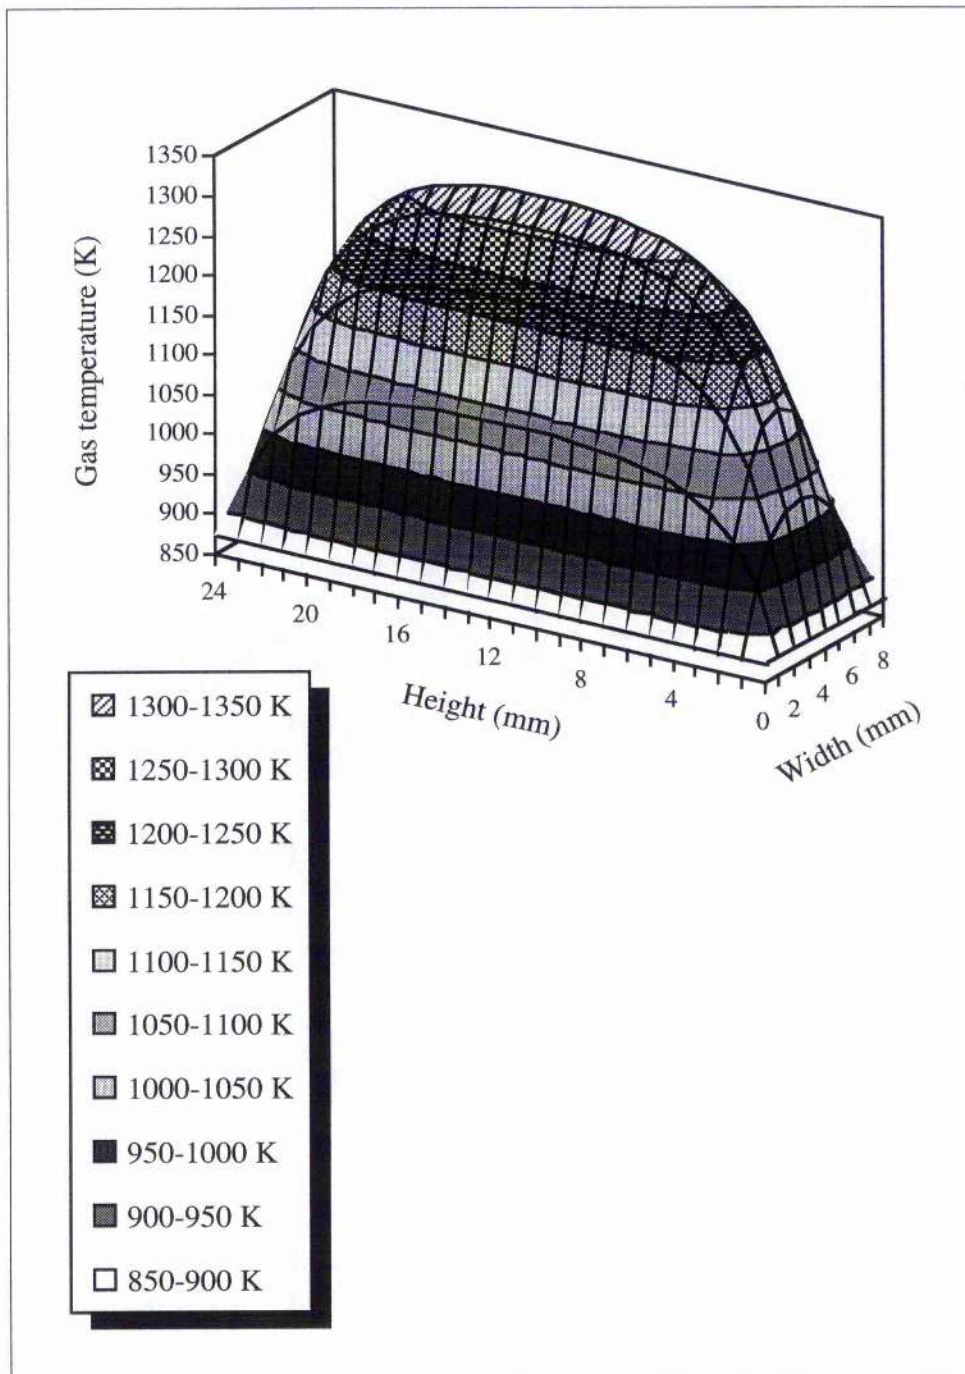 1350
1300
1250
1200
1150
1100
1050
1000
950
900
850
Gas temperature (K)
24
20
16
12
8
4
0
Height (mm)
2
4
6
8
Width (mm)
1300-1350 K
1250-1300 K
1200-1250 K
1150-1200 K
1100-1150 K
1050-1100 K
1000-1050 K
950-1000 K
900-950 K
850-900 K